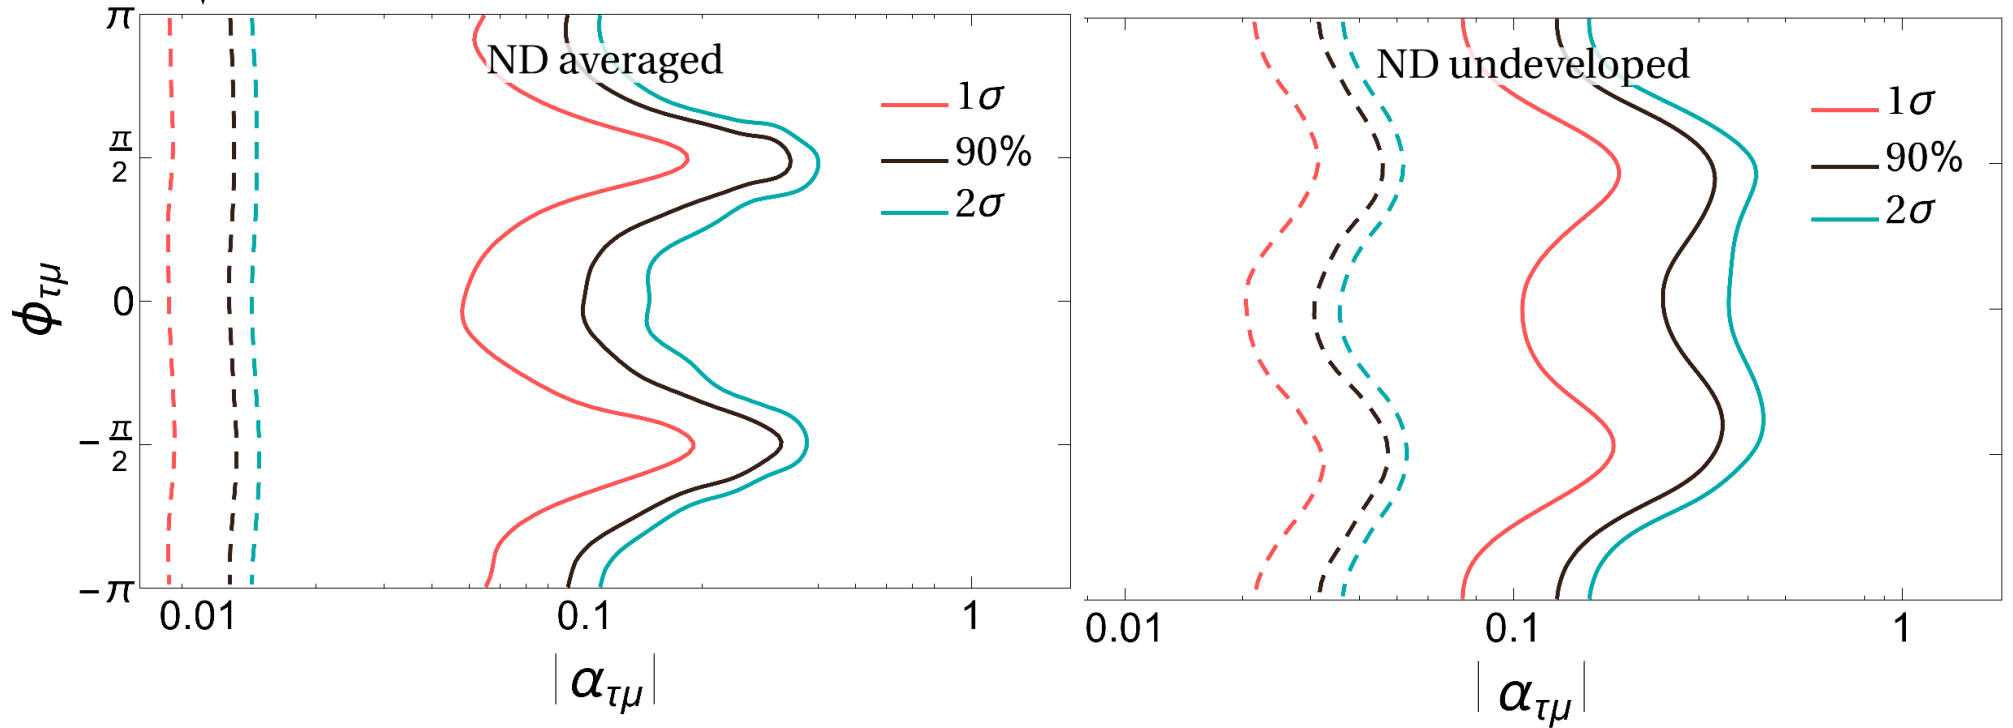 ND averaged
1σ
90%
2σ
π
π/2
0
−π/2
−π
ϕτμ
0.01
0.1
1
|ατμ|
ND undeveloped
1σ
90%
2σ
0.01
0.1
1
|ατμ|